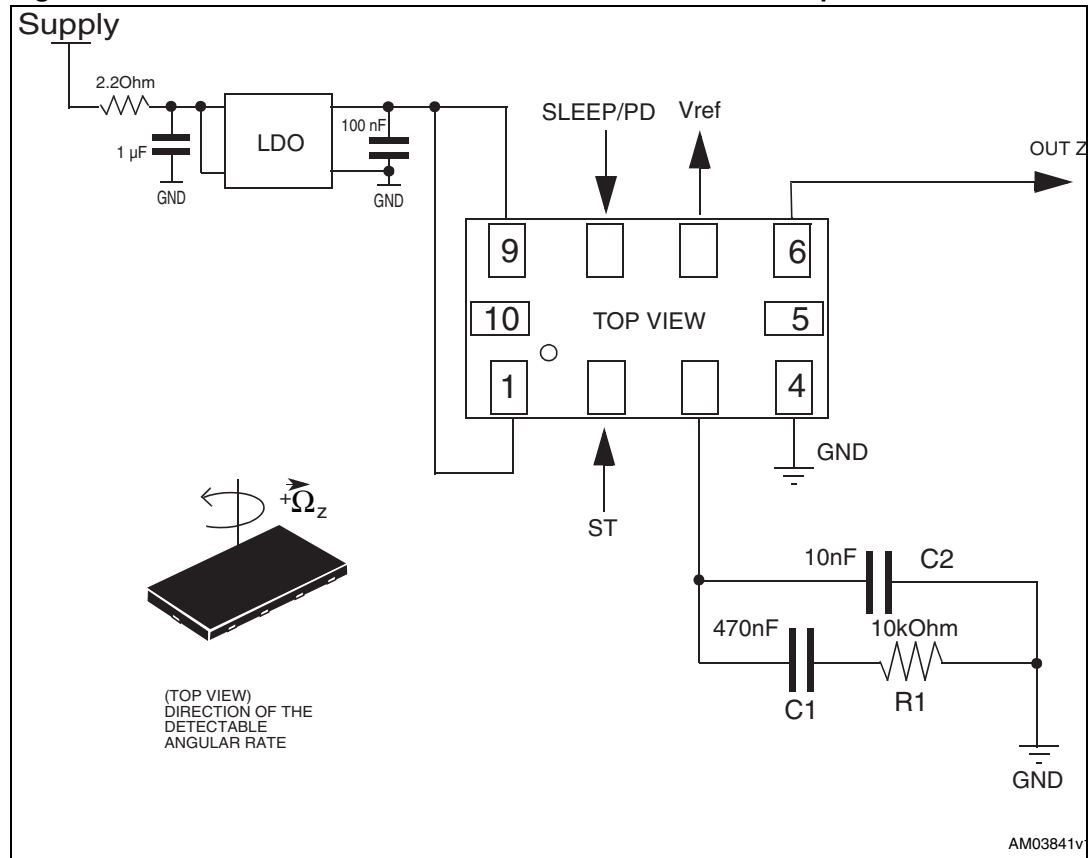 Supply
2.2Ohm
1 µF
GND
LDO
100 nF
GND
SLEEP/PD
Vref
OUT Z
9
6
10
TOP VIEW
5
1
4
GND
ST
+Ωz
(TOP VIEW)
DIRECTION OF THE
DETECTABLE
ANGULAR RATE
10nF
C2
470nF
10kOhm
C1
R1
GND
AM03841v